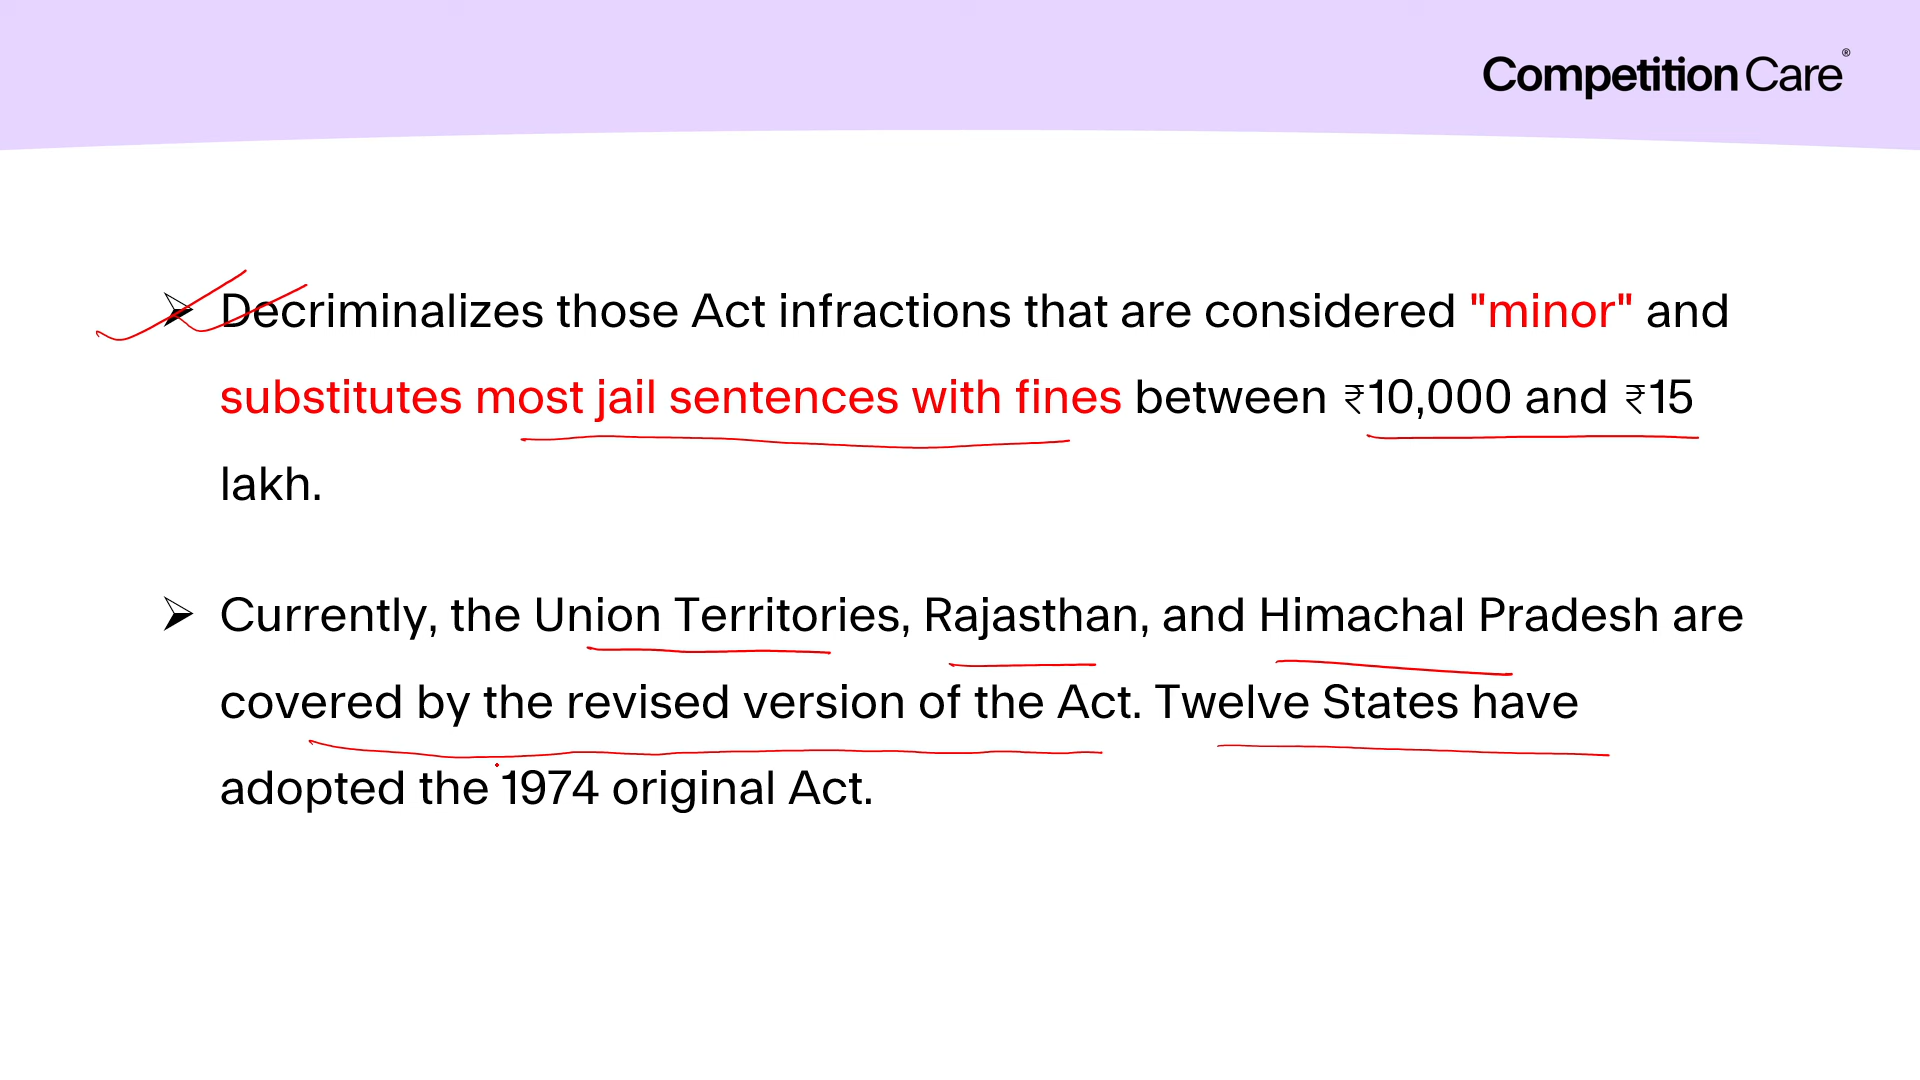 Competition Care®
➢ Decriminalizes those Act infractions that are considered "minor" and
substitutes most jail sentences with fines between ₹10,000 and ₹15
lakh.
➢ Currently, the Union Territories, Rajasthan, and Himachal Pradesh are
covered by the revised version of the Act. Twelve States have
adopted the 1974 original Act.